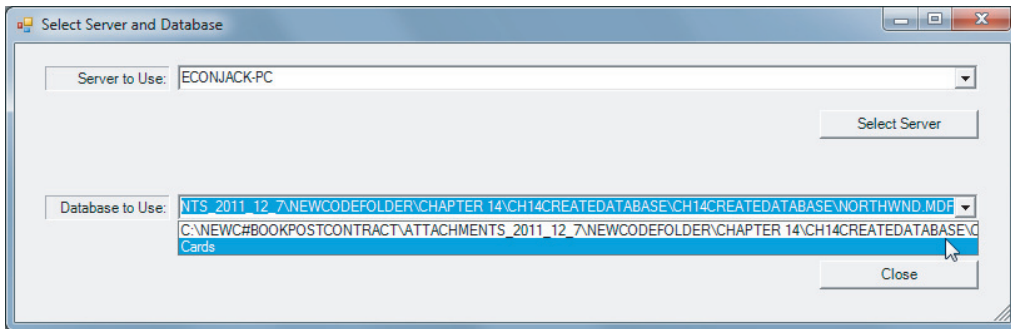 Select Server and Database
Server to Use: ECONJACK-PC
Select Server
Database to Use: NTS_2011_12_7\NEWCODEFOLDER\CHAPTER 14\CH14CREATEDATABASE\CH14CREATEDATABASE\NORTHWND.MDF
C:\NEWC#BOOKPOSTCONTRACT\ATTACHMENTS_2011_12_7\NEWCODEFOLDER\CHAPTER 14\CH14CREATEDATABASE\C
Cards
Close